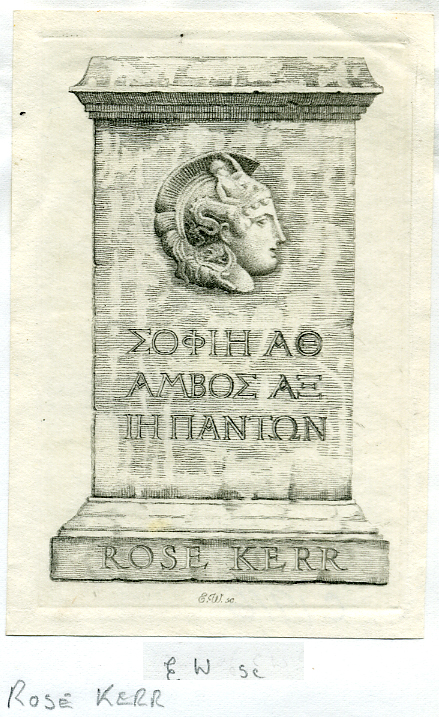 ΣΟΦΙΗ ΑΘ
ΑΜΒΟΣ ΑΞ
ΙΗ ΠΑΝΤΩΝ
ROSE KERR
E.W. sc
E W sc
ROSE KERR